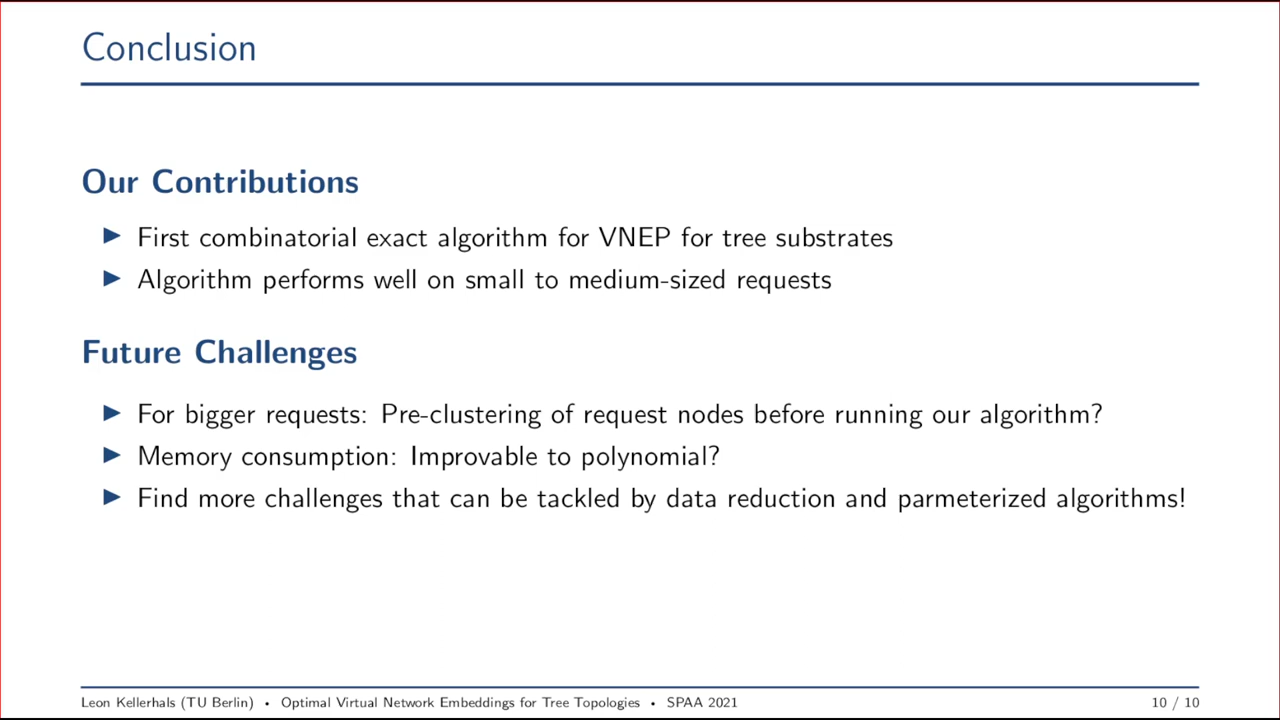 Conclusion
Our Contributions
▶ First combinatorial exact algorithm for VNEP for tree substrates
▶ Algorithm performs well on small to medium-sized requests
Future Challenges
▶ For bigger requests: Pre-clustering of request nodes before running our algorithm?
▶ Memory consumption: Improvable to polynomial?
▶ Find more challenges that can be tackled by data reduction and parmeterized algorithms!
Leon Kellerhals (TU Berlin) • Optimal Virtual Network Embeddings for Tree Topologies • SPAA 2021 10 / 10